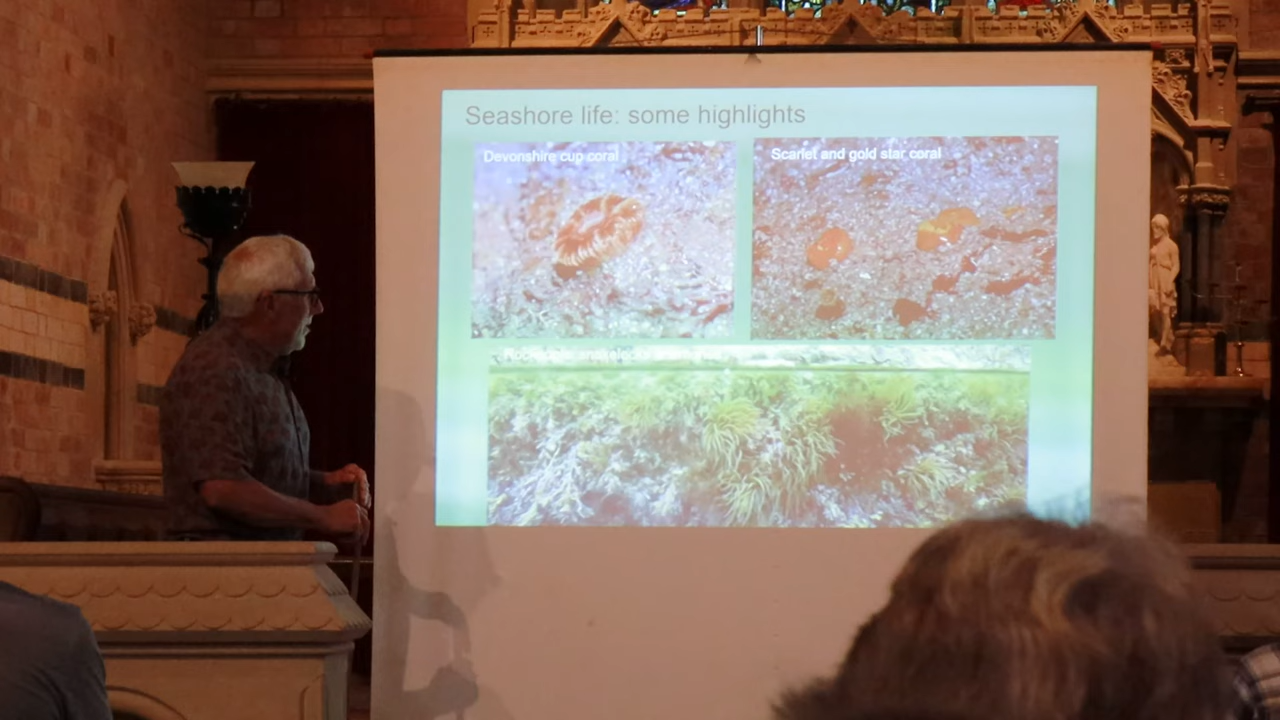 Seashore life: some highlights
Devonshire cup coral
Scarlet and gold star coral